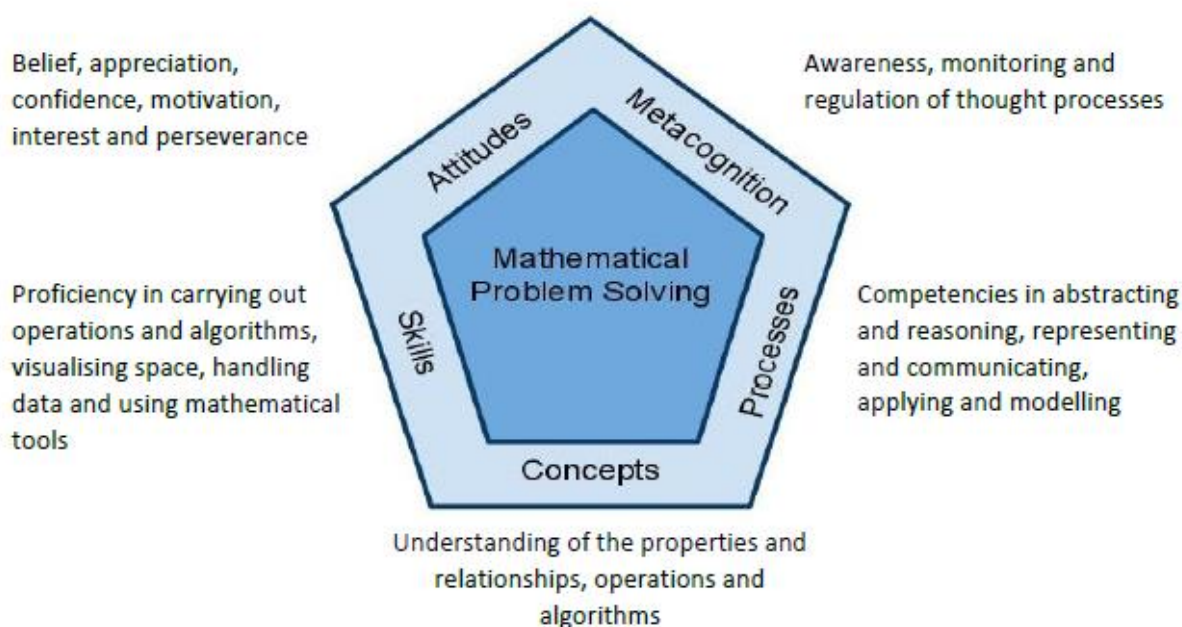 Belief, appreciation,
confidence, motivation,
interest and perseverance
Awareness, monitoring and
regulation of thought processes
Attitudes
Metacognition
Mathematical
Problem Solving
Proficiency in carrying out
operations and algorithms,
visualising space, handling
data and using mathematical
tools
Skills
Processes
Competencies in abstracting
and reasoning, representing
and communicating,
applying and modelling
Concepts
Understanding of the properties and
relationships, operations and
algorithms